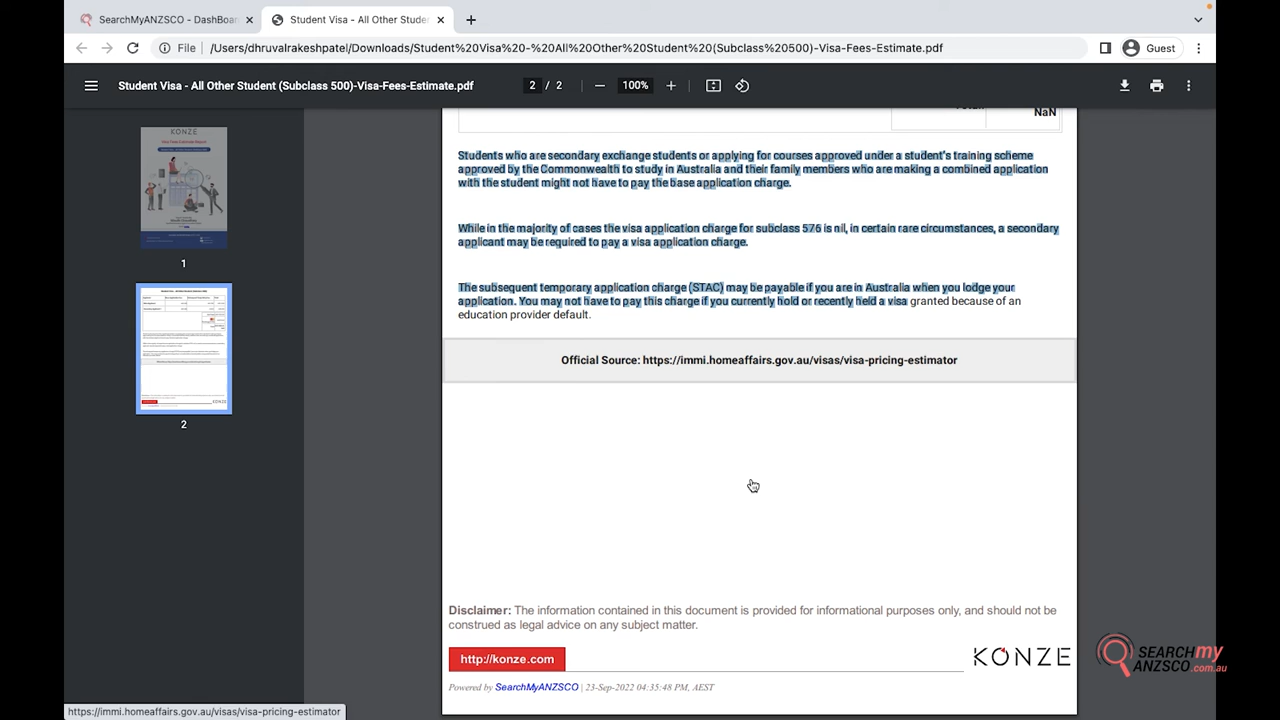 SearchMyANZSCO - DashBoar
Student Visa - All Other Stude
Guest
File /Users/dhruvalrakeshpatel/Downloads/Student%20Visa%20-%20All%20Other%20Student%20(Subclass%20500)-Visa-Fees-Estimate.pdf
Student Visa - All Other Student (Subclass 500)-Visa-Fees-Estimate.pdf
2 / 2
100%
NaN
Students who are secondary exchange students or applying for courses approved under a student's training scheme
approved by the Commonwealth to study in Australia and their family members who are making a combined application
with the student might not have to pay the base application charge.
While in the majority of cases the visa application charge for subclass 576 is nil, in certain rare circumstances, a secondary
applicant may be required to pay a visa application charge.
The subsequent temporary application charge (STAC) may be payable if you are in Australia when you lodge your
application. You may not have to pay this charge if you currently hold or recently held a visa granted because of an
education provider default.
Official Source: https://immi.homeaffairs.gov.au/visas/visa-pricing-estimator
KONZE
1
2
Disclaimer: The information contained in this document is provided for informational purposes only, and should not be
construed as legal advice on any subject matter.
http://konze.com
KONZE
Powered by SearchMyANZSCO | 23-Sep-2022 04:35:48 PM, AEST
SEARCHmy
ANZSCO.com.au
https://immi.homeaffairs.gov.au/visas/visa-pricing-estimator